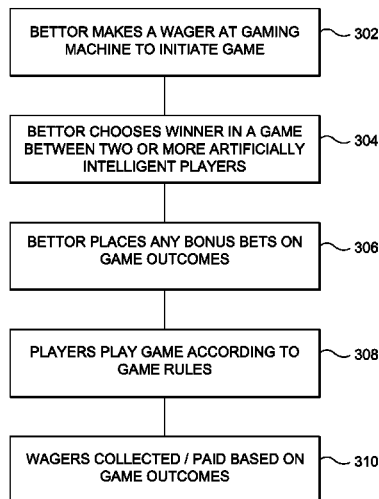 BETTOR MAKES A WAGER AT GAMING
MACHINE TO INITIATE GAME
302
BETTOR CHOOSES WINNER IN A GAME
BETWEEN TWO OR MORE ARTIFICIALLY
INTELLIGENT PLAYERS
304
BETTOR PLACES ANY BONUS BETS ON
GAME OUTCOMES
306
PLAYERS PLAY GAME ACCORDING TO
GAME RULES
308
WAGERS COLLECTED / PAID BASED ON
GAME OUTCOMES
310